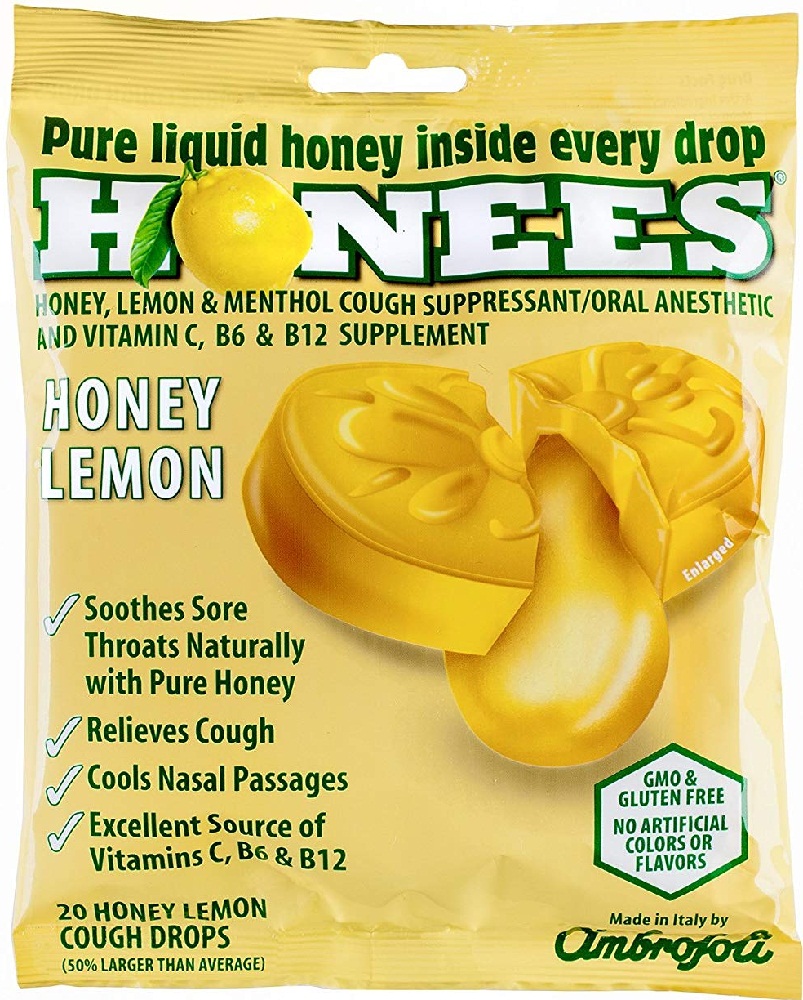 Pure liquid honey inside every drop
HONEES®
HONEY, LEMON & MENTHOL COUGH SUPPRESSANT/ORAL ANESTHETIC
AND VITAMIN C, B6 & B12 SUPPLEMENT
HONEY
LEMON
Enlarged
Soothes Sore
Throats Naturally
with Pure Honey
Relieves Cough
Cools Nasal Passages
Excellent Source of
Vitamins C, B6 & B12
GMO &
GLUTEN FREE
NO ARTIFICIAL
COLORS OR
FLAVORS
20 HONEY LEMON
COUGH DROPS
(50% LARGER THAN AVERAGE)
Made in Italy by
Ambrosoli